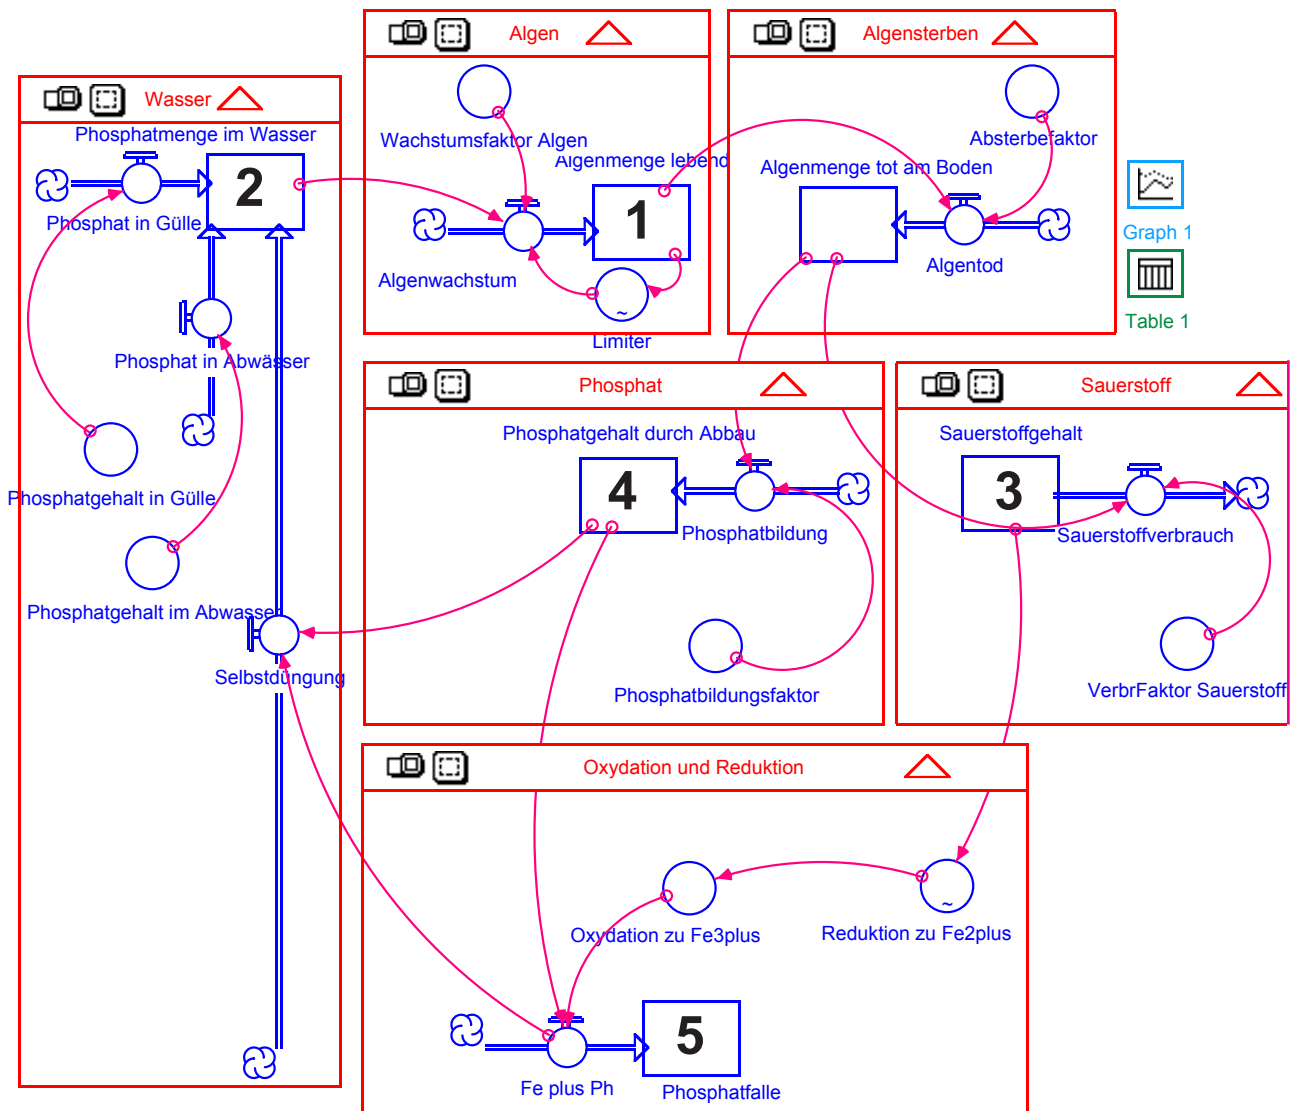 Algen
Algensterben
Wasser
Phosphatmenge im Wasser
2
Phosphat in Gülle
Phosphat in Abwässer
Phosphatgehalt in Gülle
Phosphatgehalt im Abwasser
Selbstdüngung
Wachstumsfaktor Algen
Algenmenge lebend
1
Algenwachstum
~
Limiter
Absterbefaktor
Algenmenge tot am Boden
Algentod
Graph 1
Table 1
Phosphat
Phosphatgehalt durch Abbau
4
Phosphatbildung
Phosphatbildungsfaktor
Sauerstoff
Sauerstoffgehalt
3
Sauerstoffverbrauch
VerbrFaktor Sauerstoff
Oxydation und Reduktion
~
Oxydation zu Fe3plus
Reduktion zu Fe2plus
5
Fe plus Ph
Phosphatfalle